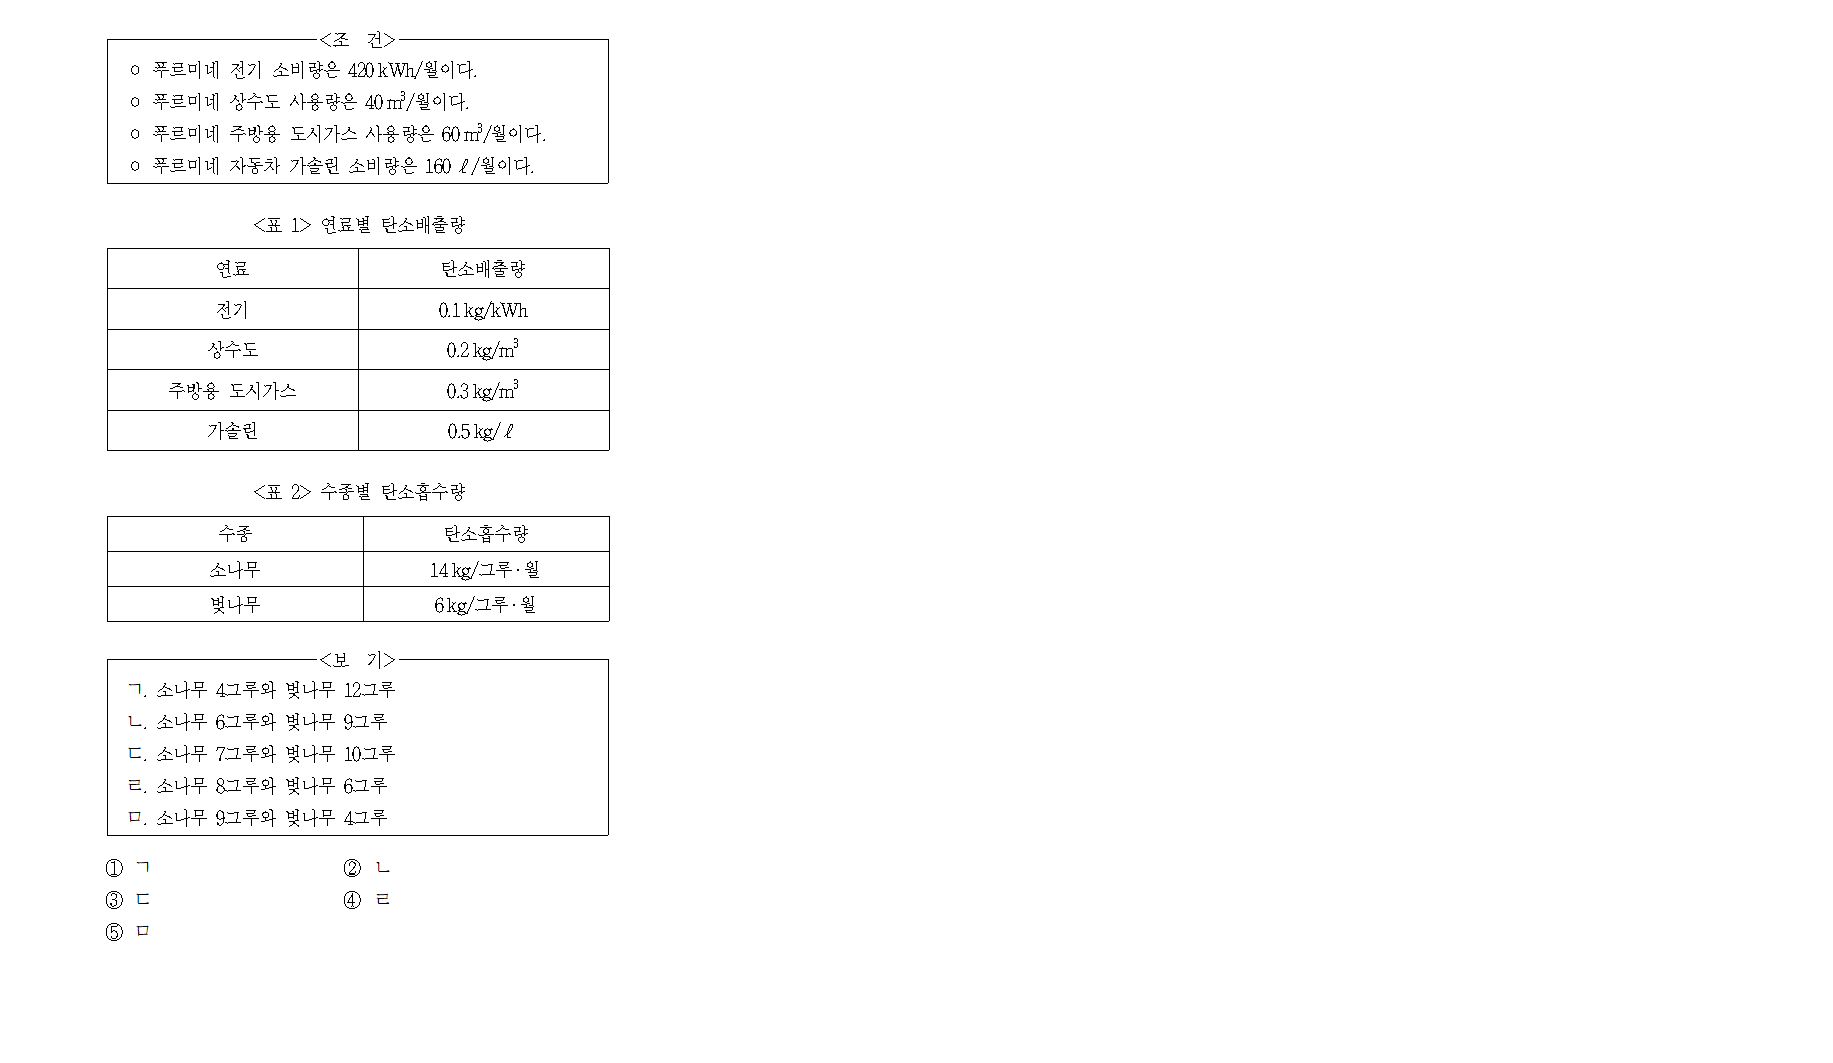 <조 건>
ㅇ 푸르미네 전기 소비량은 420 kWh/월이다.
ㅇ 푸르미네 상수도 사용량은 40 m³/월이다.
ㅇ 푸르미네 주방용 도시가스 사용량은 60 m³/월이다.
ㅇ 푸르미네 자동차 가솔린 소비량은 160 ℓ/월이다.
<표 1> 연료별 탄소배출량
연료 탄소배출량
전기 0.1 kg/kWh
상수도 0.2 kg/m³
주방용 도시가스 0.3 kg/m³
가솔린 0.5 kg/ℓ
<표 2> 수종별 탄소흡수량
수종 탄소흡수량
소나무 14 kg/그루·월
벚나무 6 kg/그루·월
<보 기>
ㄱ. 소나무 4그루와 벚나무 12그루
ㄴ. 소나무 6그루와 벚나무 9그루
ㄷ. 소나무 7그루와 벚나무 10그루
ㄹ. 소나무 8그루와 벚나무 6그루
ㅁ. 소나무 9그루와 벚나무 4그루
① ㄱ ② ㄴ
③ ㄷ ④ ㄹ
⑤ ㅁ